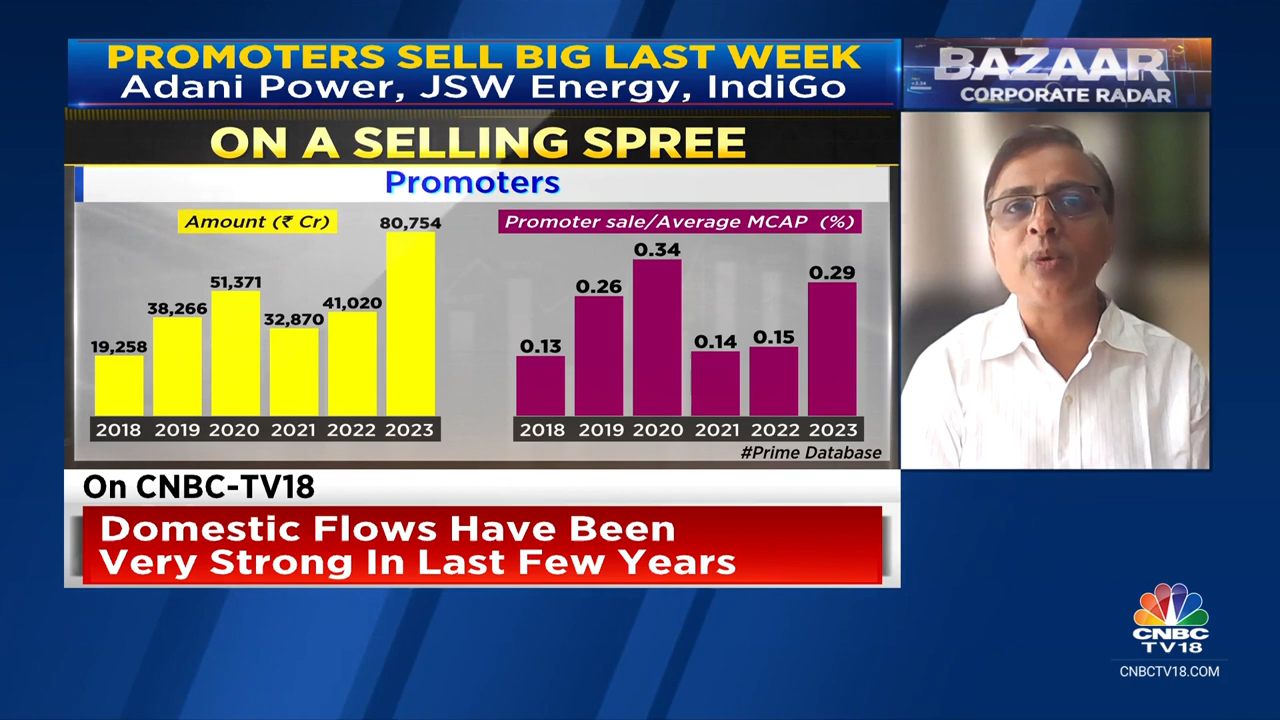 PROMOTERS SELL BIG LAST WEEK
Adani Power, JSW Energy, IndiGo
BAZAAR
CORPORATE RADAR
ON A SELLING SPREE
Promoters
Amount (₹ Cr)
80,754
51,371
38,266
41,020
32,870
19,258
2018 2019 2020 2021 2022 2023
Promoter sale/Average MCAP (%)
0.34
0.29
0.26
0.13
0.14
0.15
2018 2019 2020 2021 2022 2023
#Prime Database
On CNBC-TV18
Domestic Flows Have Been
Very Strong In Last Few Years
CNBC
TV18
CNBCTV18.COM